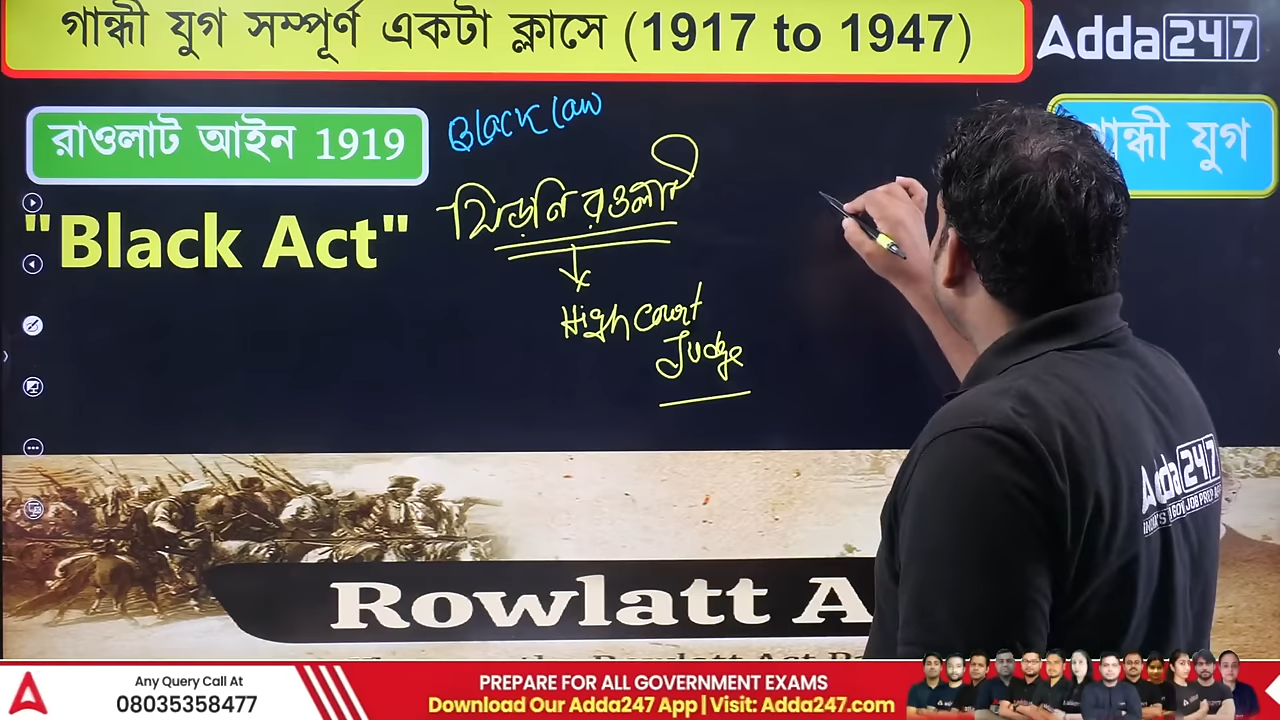 গান্ধী যুগ সম্পূর্ণ একটা ক্লাসে (1917 to 1947)
Adda247
রাওলাট আইন 1919
Black Law
গান্ধী যুগ
"Black Act"
সিডনি রওলাট
High Court
Judge
Adda247
Rowlatt A
Any Query Call At
08035358477
PREPARE FOR ALL GOVERNMENT EXAMS
Download Our Adda247 App | Visit: Adda247.com